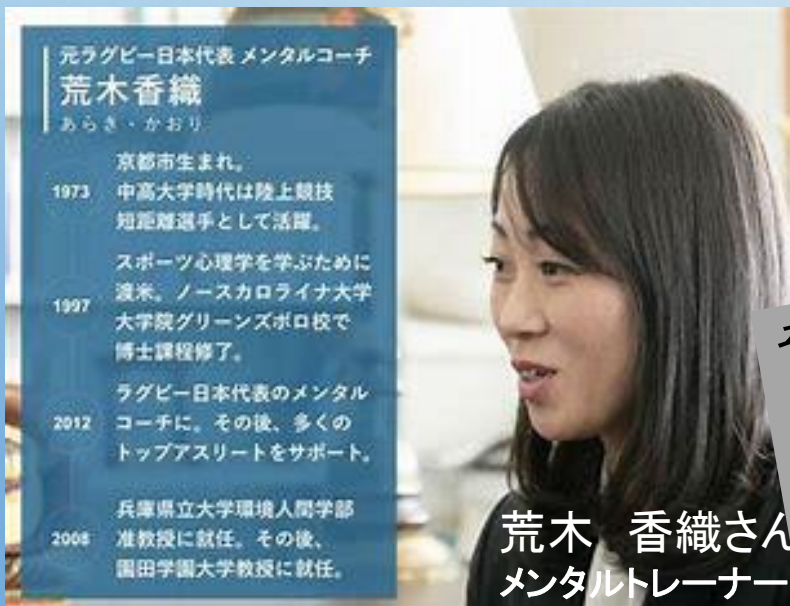 元ラグビー日本代表 メンタルコーチ
荒木香織
あらき・かおり
1973
京都市生まれ。
中高大学時代は陸上競技
短距離選手として活躍。
1997
スポーツ心理学を学ぶために
渡米。ノースカロライナ大学
大学院グリーンズボロ校で
博士課程修了。
2012
ラグビー日本代表のメンタル
コーチに。その後、多くの
トップアスリートをサポート。
2008
兵庫県立大学環境人間学部
准教授に就任。その後、
園田学園大学教授に就任。
荒木 香織さん
メンタルトレーナー